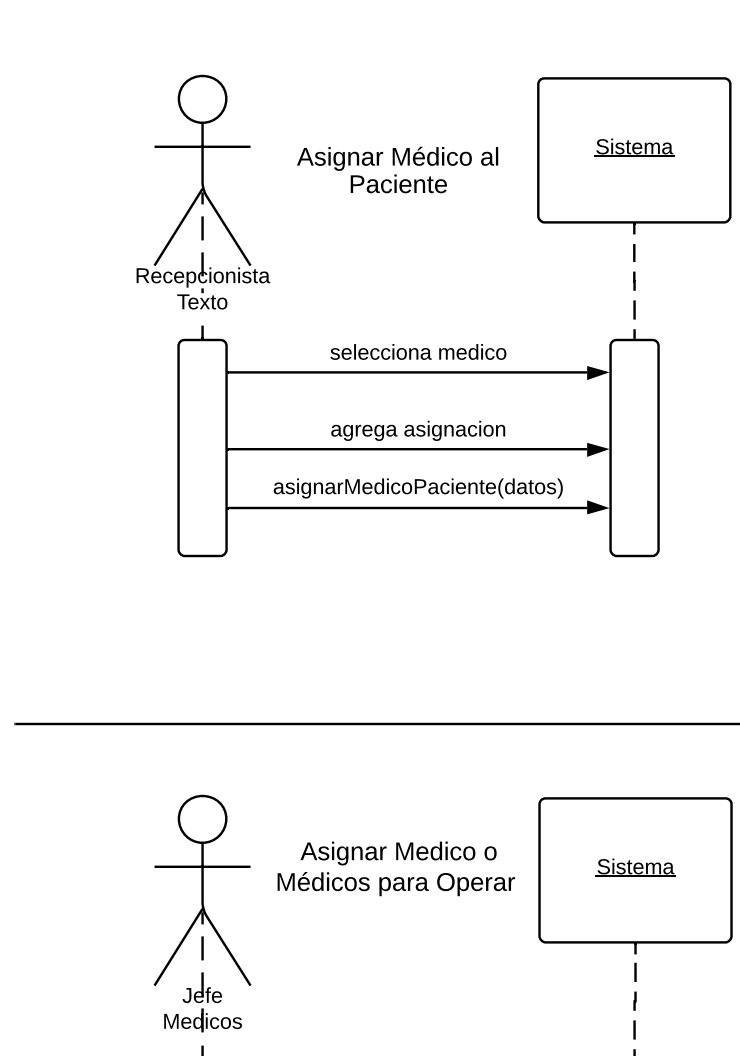 Asignar Médico al
Paciente
Sistema
Recepcionista
Texto
selecciona medico
agrega asignacion
asignarMedicoPaciente(datos)
Asignar Medico o
Médicos para Operar
Sistema
Jefe
Medicos